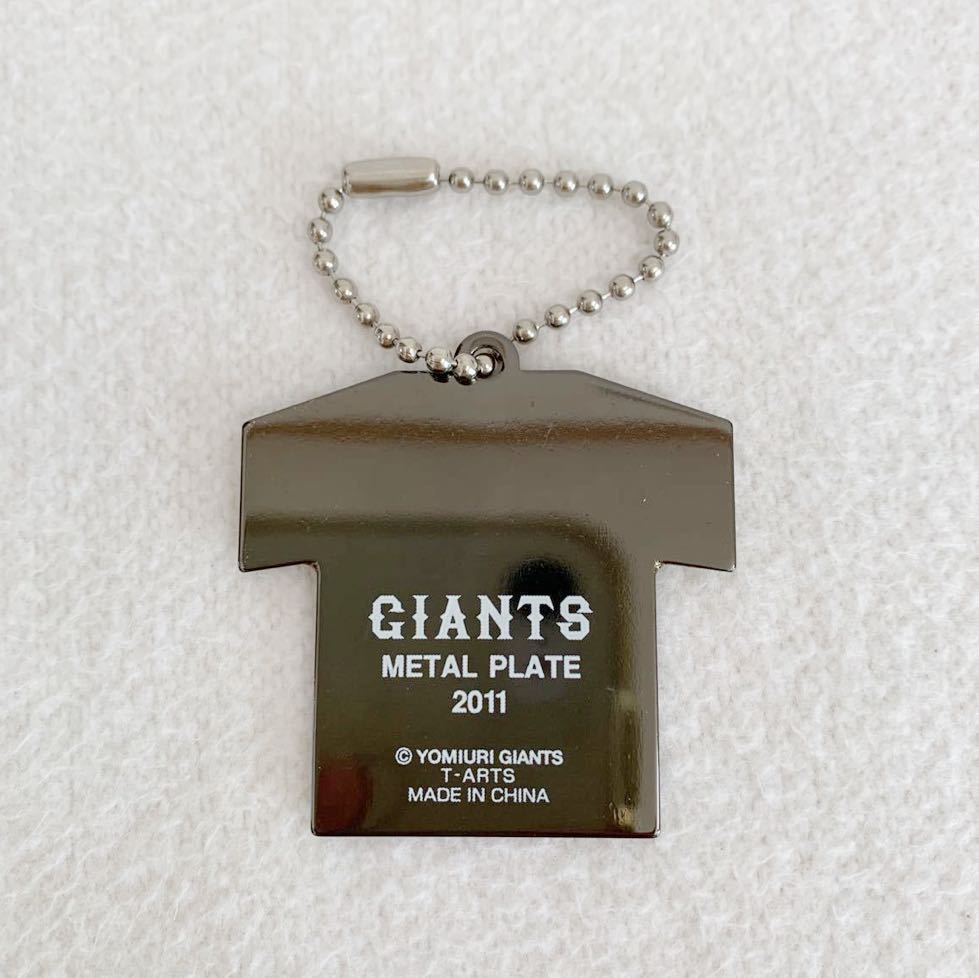 GIANTS
METAL PLATE
2011
© YOMIURI GIANTS
T-ARTS
MADE IN CHINA